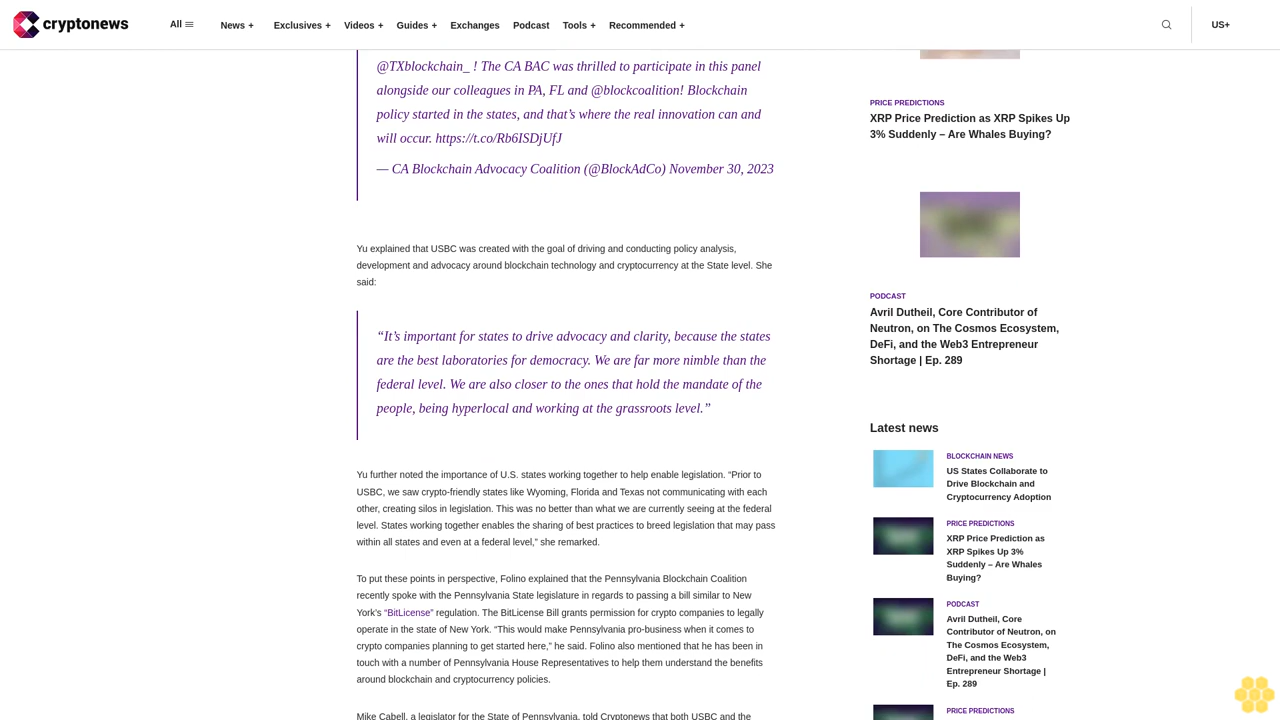 cryptonews
All
News +
Exclusives +
Videos +
Guides +
Exchanges
Podcast
Tools +
Recommended +
US+
@TXblockchain_ ! The CA BAC was thrilled to participate in this panel
alongside our colleagues in PA, FL and @blockcoalition! Blockchain
policy started in the states, and that’s where the real innovation can and
will occur. https://t.co/Rb6ISDjUfJ
— CA Blockchain Advocacy Coalition (@BlockAdCo) November 30, 2023
Yu explained that USBC was created with the goal of driving and conducting policy analysis,
development and advocacy around blockchain technology and cryptocurrency at the State level. She
said:
“It’s important for states to drive advocacy and clarity, because the states
are the best laboratories for democracy. We are far more nimble than the
federal level. We are also closer to the ones that hold the mandate of the
people, being hyperlocal and working at the grassroots level.”
Yu further noted the importance of U.S. states working together to help enable legislation. “Prior to
USBC, we saw crypto-friendly states like Wyoming, Florida and Texas not communicating with each
other, creating silos in legislation. This was no better than what we are currently seeing at the federal
level. States working together enables the sharing of best practices to breed legislation that may pass
within all states and even at a federal level,” she remarked.
To put these points in perspective, Folino explained that the Pennsylvania Blockchain Coalition
recently spoke with the Pennsylvania State legislature in regards to passing a bill similar to New
York’s “BitLicense” regulation. The BitLicense Bill grants permission for crypto companies to legally
operate in the state of New York. “This would make Pennsylvania pro-business when it comes to
crypto companies planning to get started here,” he said. Folino also mentioned that he has been in
touch with a number of Pennsylvania House Representatives to help them understand the benefits
around blockchain and cryptocurrency policies.
Mike Cabell, a legislator for the State of Pennsylvania, told Cryptonews that both USBC and the
PRICE PREDICTIONS
XRP Price Prediction as XRP Spikes Up
3% Suddenly – Are Whales Buying?
PODCAST
Avril Dutheil, Core Contributor of
Neutron, on The Cosmos Ecosystem,
DeFi, and the Web3 Entrepreneur
Shortage | Ep. 289
Latest news
BLOCKCHAIN NEWS
US States Collaborate to
Drive Blockchain and
Cryptocurrency Adoption
PRICE PREDICTIONS
XRP Price Prediction as
XRP Spikes Up 3%
Suddenly – Are Whales
Buying?
PODCAST
Avril Dutheil, Core
Contributor of Neutron, on
The Cosmos Ecosystem,
DeFi, and the Web3
Entrepreneur Shortage |
Ep. 289
PRICE PREDICTIONS